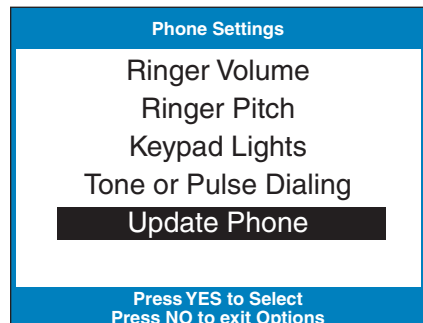 Phone Settings
Ringer Volume
Ringer Pitch
Keypad Lights
Tone or Pulse Dialing
Update Phone
Press YES to Select
Press NO to exit Options